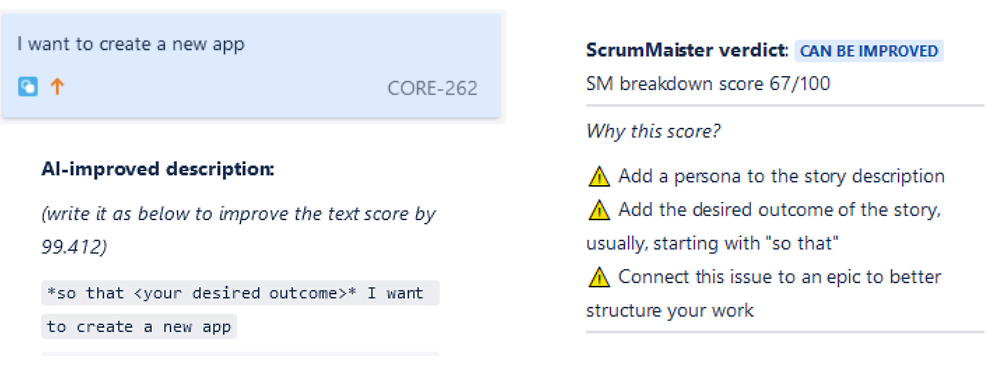 I want to create a new app
CORE-262
AI-improved description:
(write it as below to improve the text score by
99.412)
*so that <your desired outcome>* I want
to create a new app
ScrumMaister verdict: CAN BE IMPROVED
SM breakdown score 67/100
Why this score?
Add a persona to the story description
Add the desired outcome of the story,
usually, starting with "so that"
Connect this issue to an epic to better
structure your work